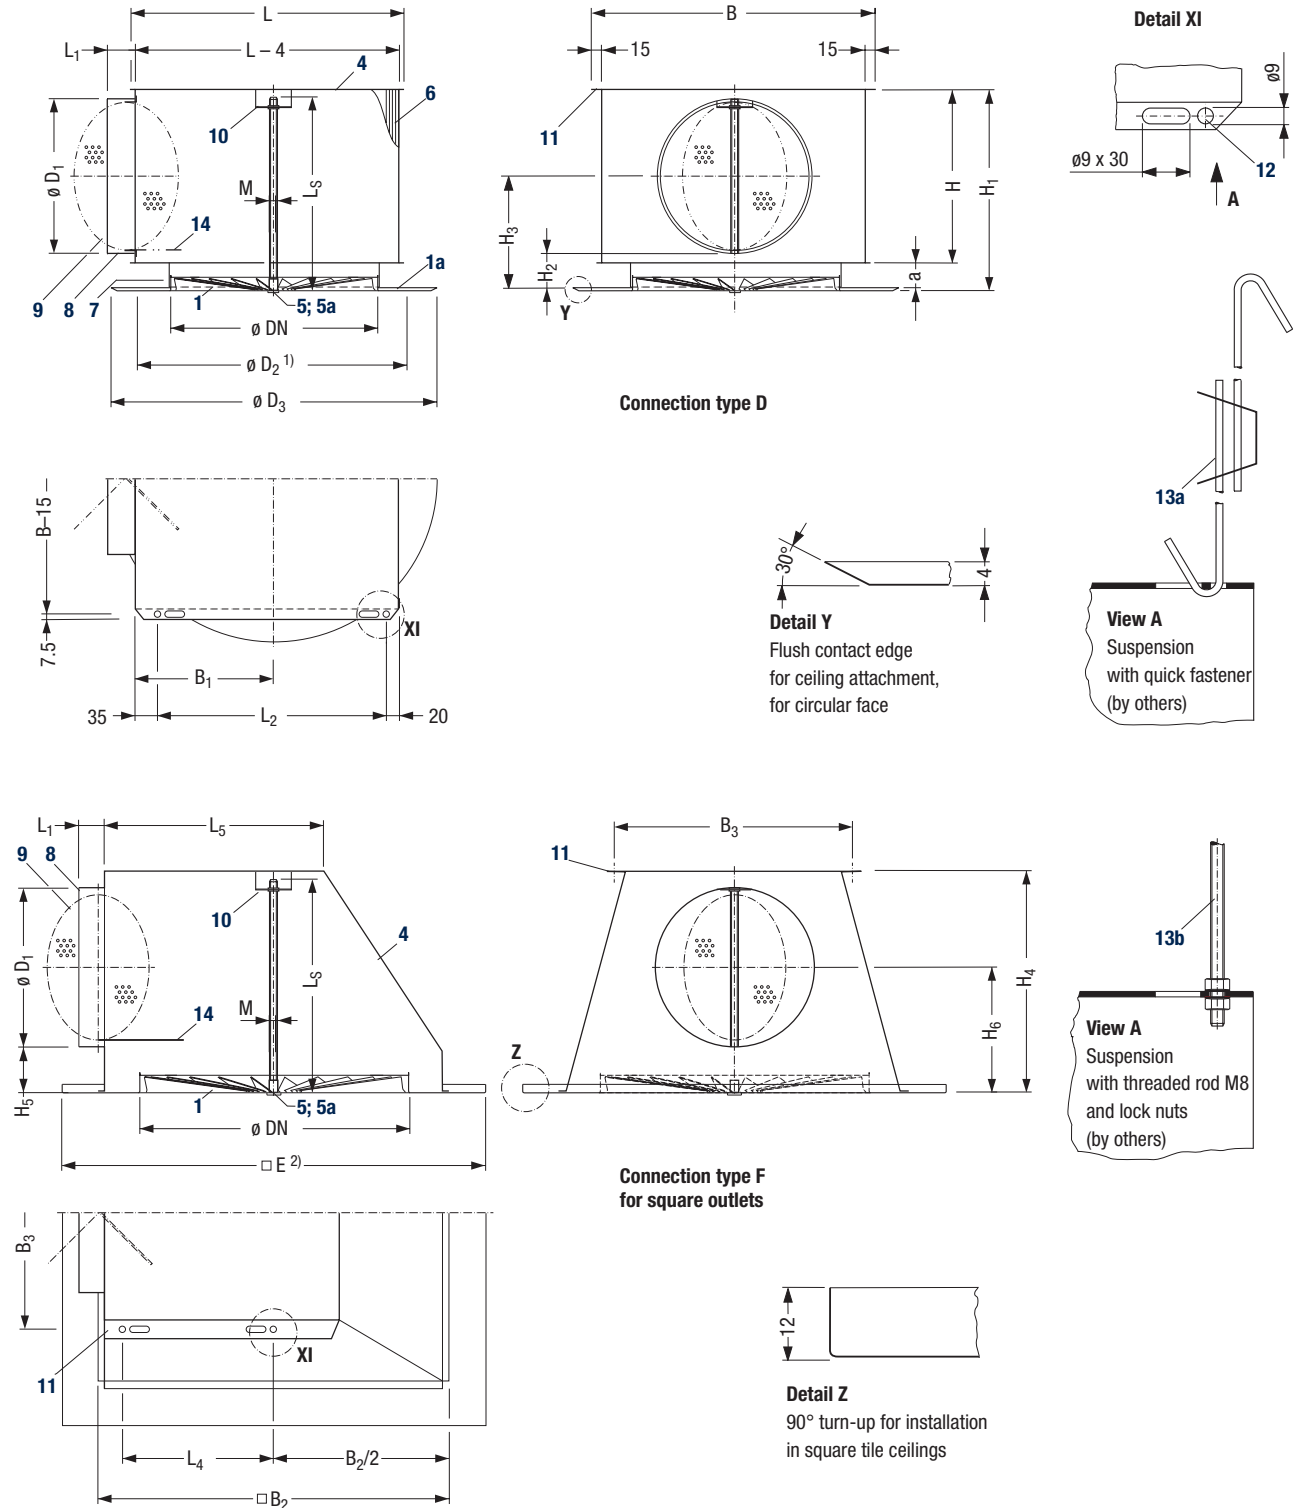 L
B
Detail XI
L1
L – 4
15
15
4
6
ø9
10
11
ø D1
M
LS
H3
H2
H
H1
a
ø9 x 30
12
A
14
1a
9
8
7
1
5; 5a
Y
ø DN
ø D2 1)
ø D3
Connection type D
13a
B–15
7.5
XI
B1
35
L2
20
30°
4
Detail Y
Flush contact edge
for ceiling attachment,
for circular face
View A
Suspension
with quick fastener
(by others)
L1
L5
B3
9
8
11
10
4
ø D1
M
LS
14
H4
H6
13b
Z
H5
1
5; 5a
ø DN
□ E 2)
View A
Suspension
with threaded rod M8
and lock nuts
(by others)
Connection type F
for square outlets
B3
XI
11
12
Detail Z
90° turn-up for installation
in square tile ceilings
L4
B2/2
□ B2